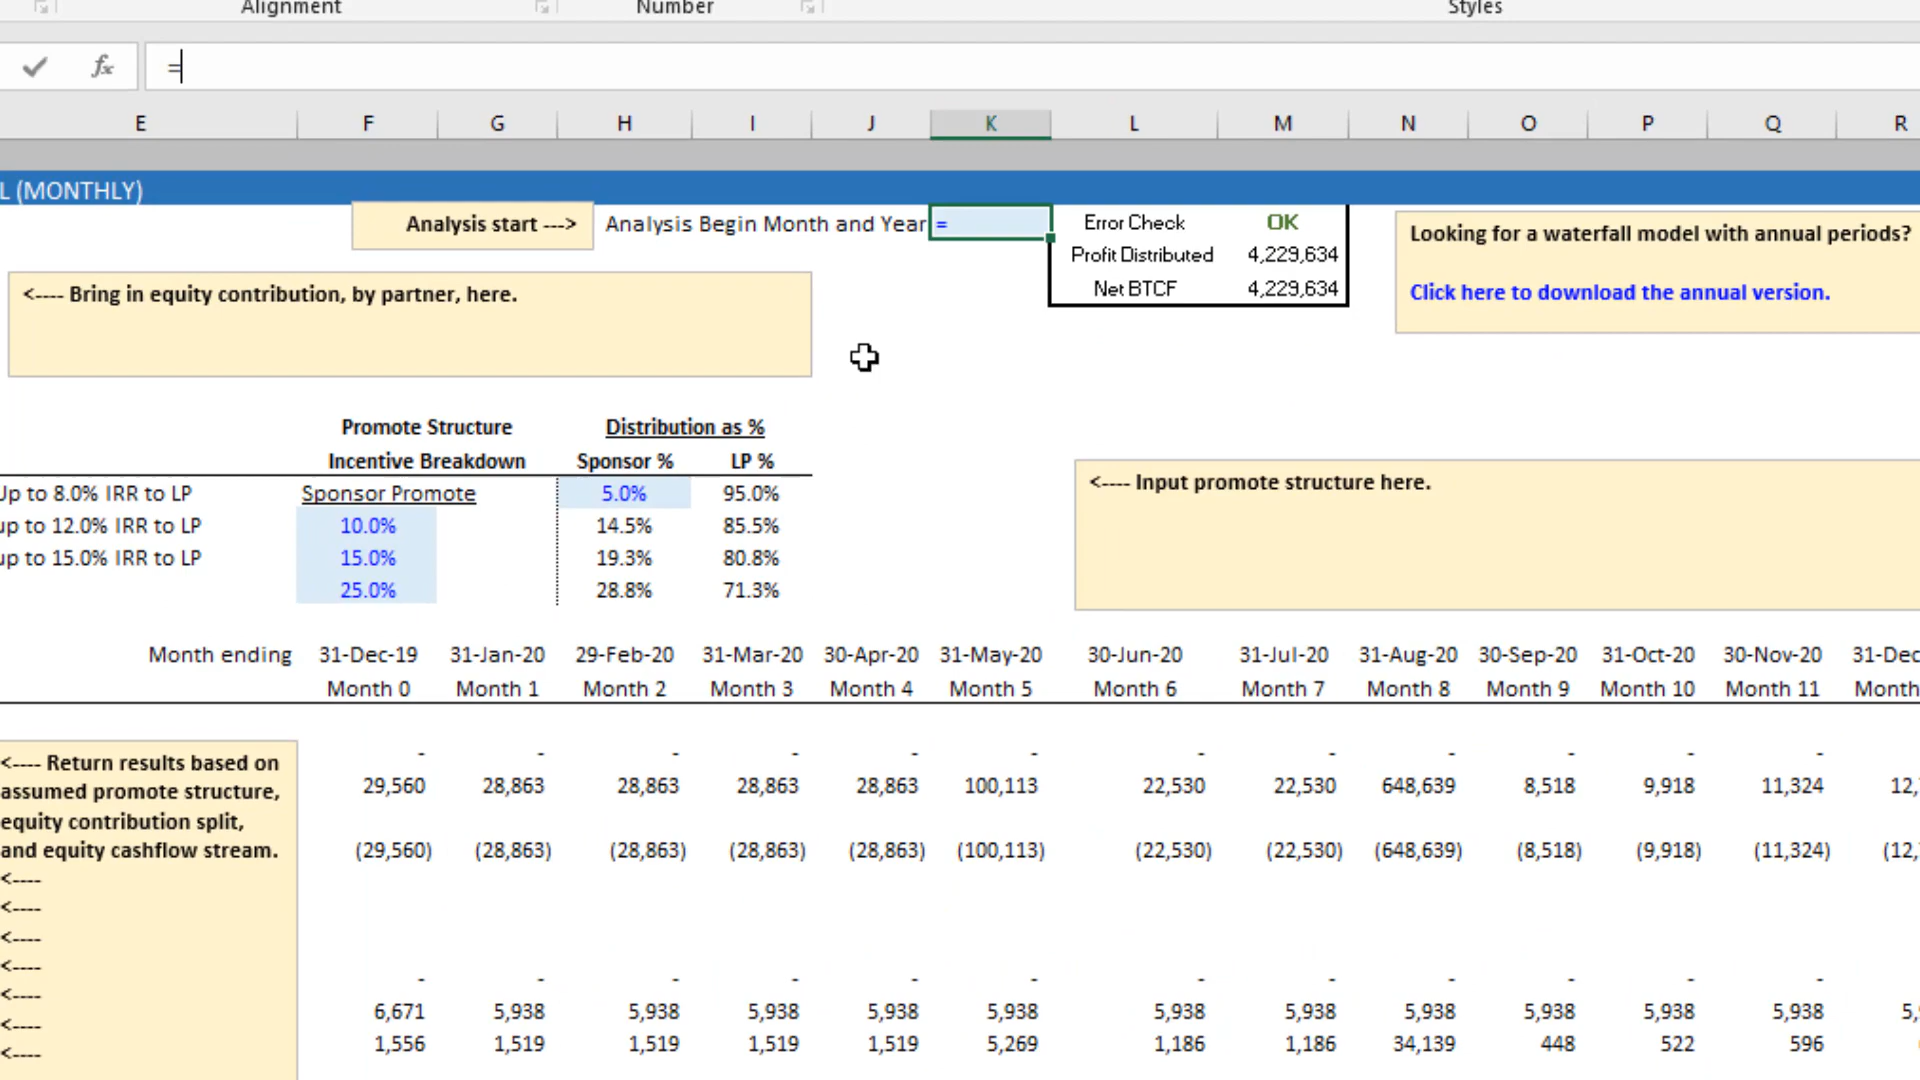 Alignment Number Styles
fx =
E F G H I J K L M N O P Q R
L (MONTHLY)
Analysis start ---> Analysis Begin Month and Year = Error Check OK
Profit Distributed 4,229,634
Net BTCF 4,229,634
Looking for a waterfall model with annual periods?
Click here to download the annual version.
<---- Bring in equity contribution, by partner, here.
Promote Structure Distribution as %
Incentive Breakdown Sponsor % LP %
Up to 8.0% IRR to LP Sponsor Promote 5.0% 95.0%
up to 12.0% IRR to LP 10.0% 14.5% 85.5%
up to 15.0% IRR to LP 15.0% 19.3% 80.8%
25.0% 28.8% 71.3%
<---- Input promote structure here.
Month ending 31-Dec-19 31-Jan-20 29-Feb-20 31-Mar-20 30-Apr-20 31-May-20 30-Jun-20 31-Jul-20 31-Aug-20 30-Sep-20 31-Oct-20 30-Nov-20 31-Dec
Month 0 Month 1 Month 2 Month 3 Month 4 Month 5 Month 6 Month 7 Month 8 Month 9 Month 10 Month 11 Month
- - - - - - - - - - - -
<---- Return results based on
assumed promote structure,
equity contribution split,
and equity cashflow stream.
<----
<----
<----
<----
<----
<----
<----
29,560 28,863 28,863 28,863 28,863 100,113 22,530 22,530 648,639 8,518 9,918 11,324 12,
(29,560) (28,863) (28,863) (28,863) (28,863) (100,113) (22,530) (22,530) (648,639) (8,518) (9,918) (11,324) (12,
- - - - - - - - - - - -
6,671 5,938 5,938 5,938 5,938 5,938 5,938 5,938 5,938 5,938 5,938 5,938 5,
1,556 1,519 1,519 1,519 1,519 5,269 1,186 1,186 34,139 448 522 596